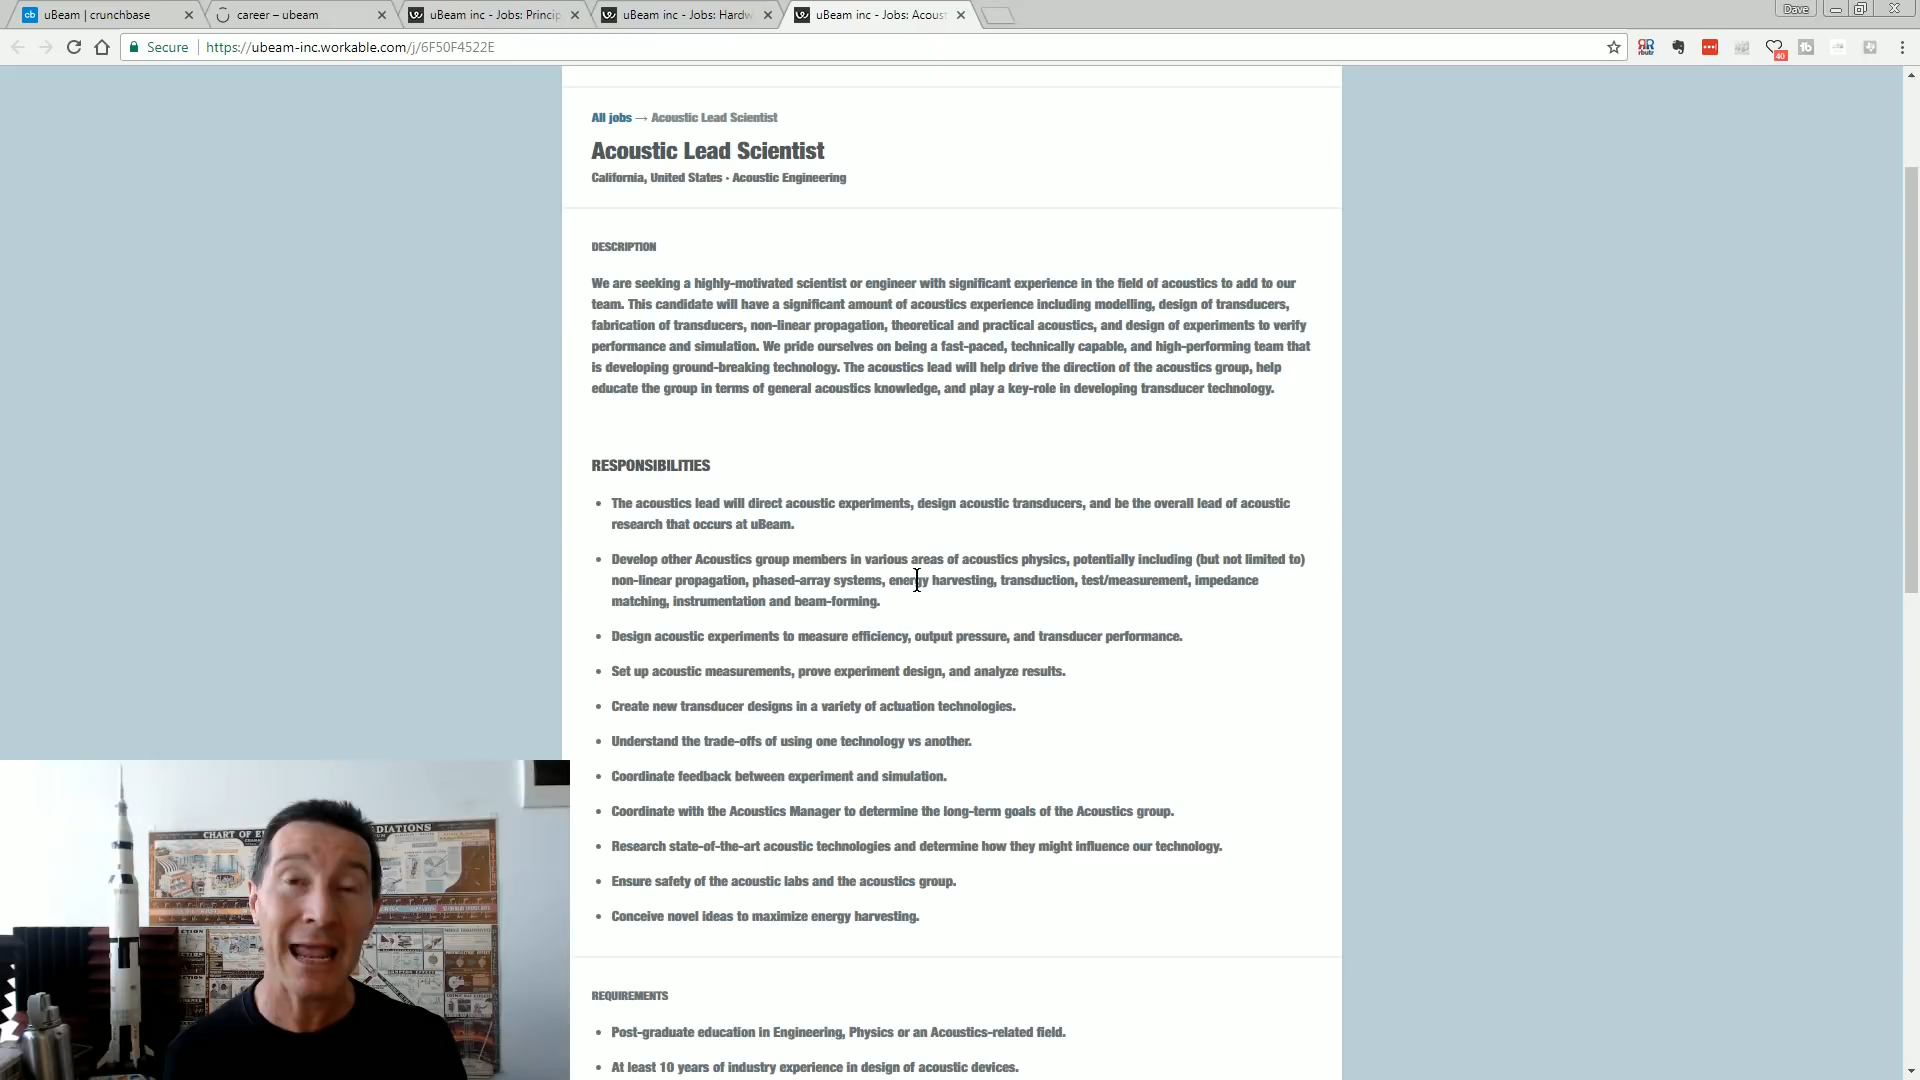 uBeam | crunchbase
career – ubeam
uBeam inc - Jobs: Princip
uBeam inc - Jobs: Hardw
uBeam inc - Jobs: Acoust
Dave
Secure
https://ubeam-inc.workable.com/j/6F50F4522E
40
All jobs → Acoustic Lead Scientist
Acoustic Lead Scientist
California, United States · Acoustic Engineering
DESCRIPTION
We are seeking a highly-motivated scientist or engineer with significant experience in the field of acoustics to add to our
team. This candidate will have a significant amount of acoustics experience including modelling, design of transducers,
fabrication of transducers, non-linear propagation, theoretical and practical acoustics, and design of experiments to verify
performance and simulation. We pride ourselves on being a fast-paced, technically capable, and high-performing team that
is developing ground-breaking technology. The acoustics lead will help drive the direction of the acoustics group, help
educate the group in terms of general acoustics knowledge, and play a key-role in developing transducer technology.
RESPONSIBILITIES
• The acoustics lead will direct acoustic experiments, design acoustic transducers, and be the overall lead of acoustic
research that occurs at uBeam.
• Develop other Acoustics group members in various areas of acoustics physics, potentially including (but not limited to)
non-linear propagation, phased-array systems, energy harvesting, transduction, test/measurement, impedance
matching, instrumentation and beam-forming.
• Design acoustic experiments to measure efficiency, output pressure, and transducer performance.
• Set up acoustic measurements, prove experiment design, and analyze results.
• Create new transducer designs in a variety of actuation technologies.
• Understand the trade-offs of using one technology vs another.
• Coordinate feedback between experiment and simulation.
• Coordinate with the Acoustics Manager to determine the long-term goals of the Acoustics group.
• Research state-of-the-art acoustic technologies and determine how they might influence our technology.
• Ensure safety of the acoustic labs and the acoustics group.
• Conceive novel ideas to maximize energy harvesting.
REQUIREMENTS
• Post-graduate education in Engineering, Physics or an Acoustics-related field.
• At least 10 years of industry experience in design of acoustic devices.
CHART OF
DIATIONS